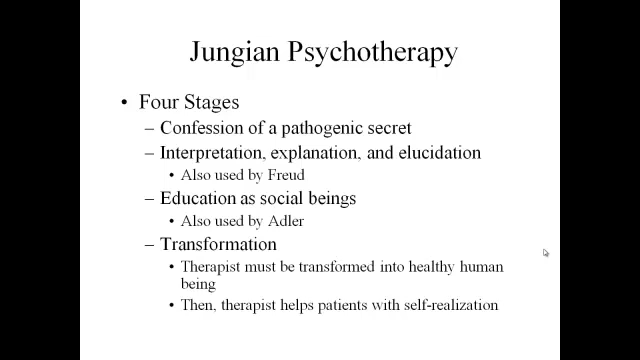 Jungian Psychotherapy
• Four Stages
– Confession of a pathogenic secret
– Interpretation, explanation, and elucidation
• Also used by Freud
– Education as social beings
• Also used by Adler
– Transformation
• Therapist must be transformed into healthy human
being
• Then, therapist helps patients with self-realization